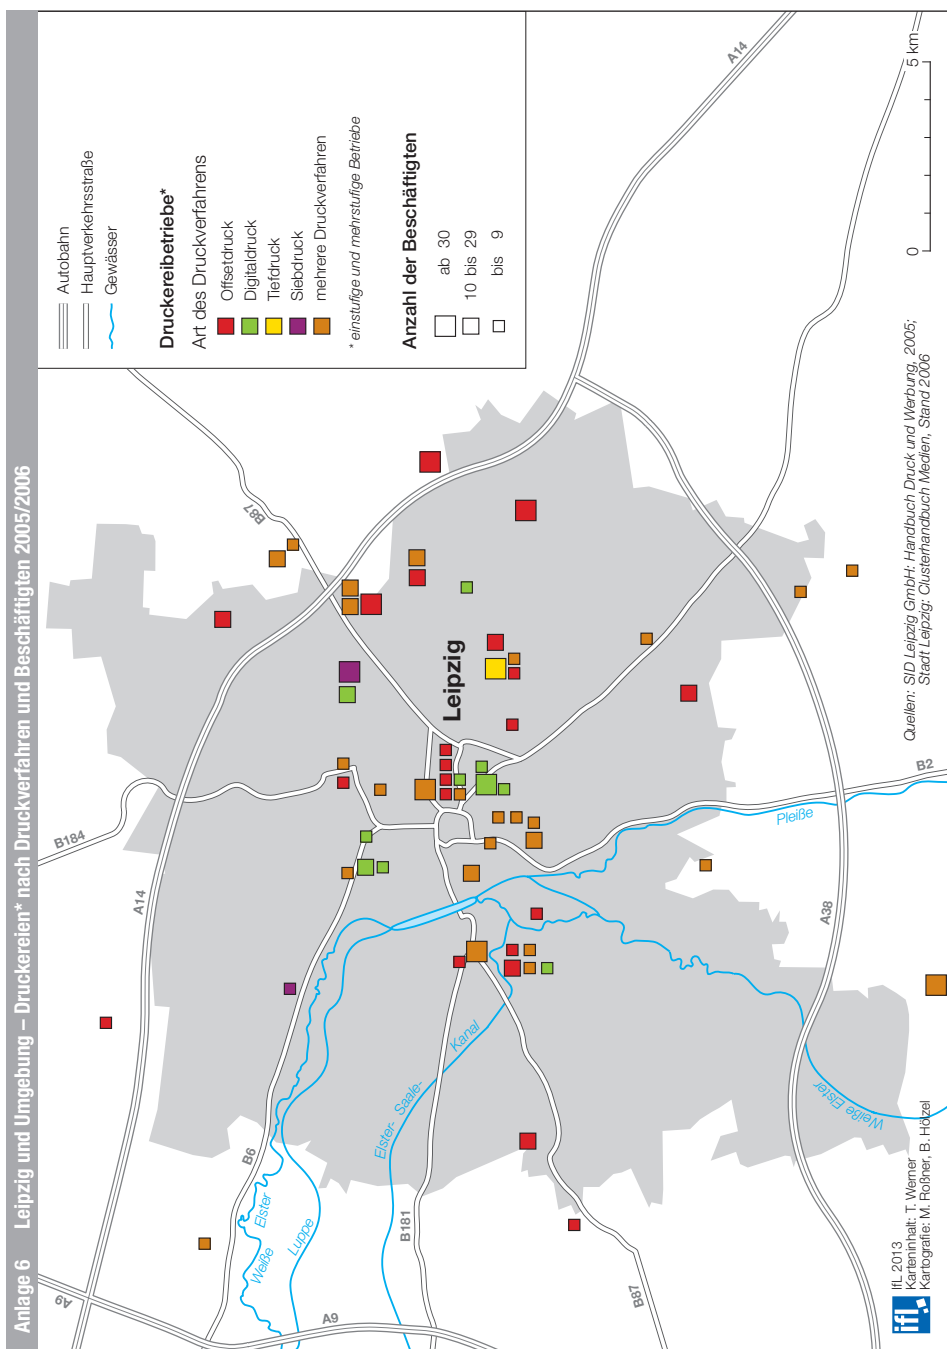 Anlage 6 Leipzig und Umgebung – Druckereien* nach Druckverfahren und Beschäftigten 2005/2006
Autobahn
Hauptverkehrsstraße
Gewässer
Druckereibetriebe*
Art des Druckverfahrens
Offsetdruck
Digitaldruck
Tiefdruck
Siebdruck
mehrere Druckverfahren
* einstufige und mehrstufige Betriebe
Anzahl der Beschäftigten
ab 30
10 bis 29
bis 9
A9
A9
A14
A14
B184
B87
B6
Weiße Elster
Luppe
Elster-Saale-Kanal
B181
B87
Leipzig
Pleiße
B2
A38
Weiße Elster
0 5 km
Quellen: SID Leipzig GmbH: Handbuch Druck und Werbung, 2005;
Stadt Leipzig: Clusterhandbuch Medien, Stand 2006
ifl
IfL 2013
Karteninhalt: T. Werner
Kartografie: M. Roßner, B. Hölzel